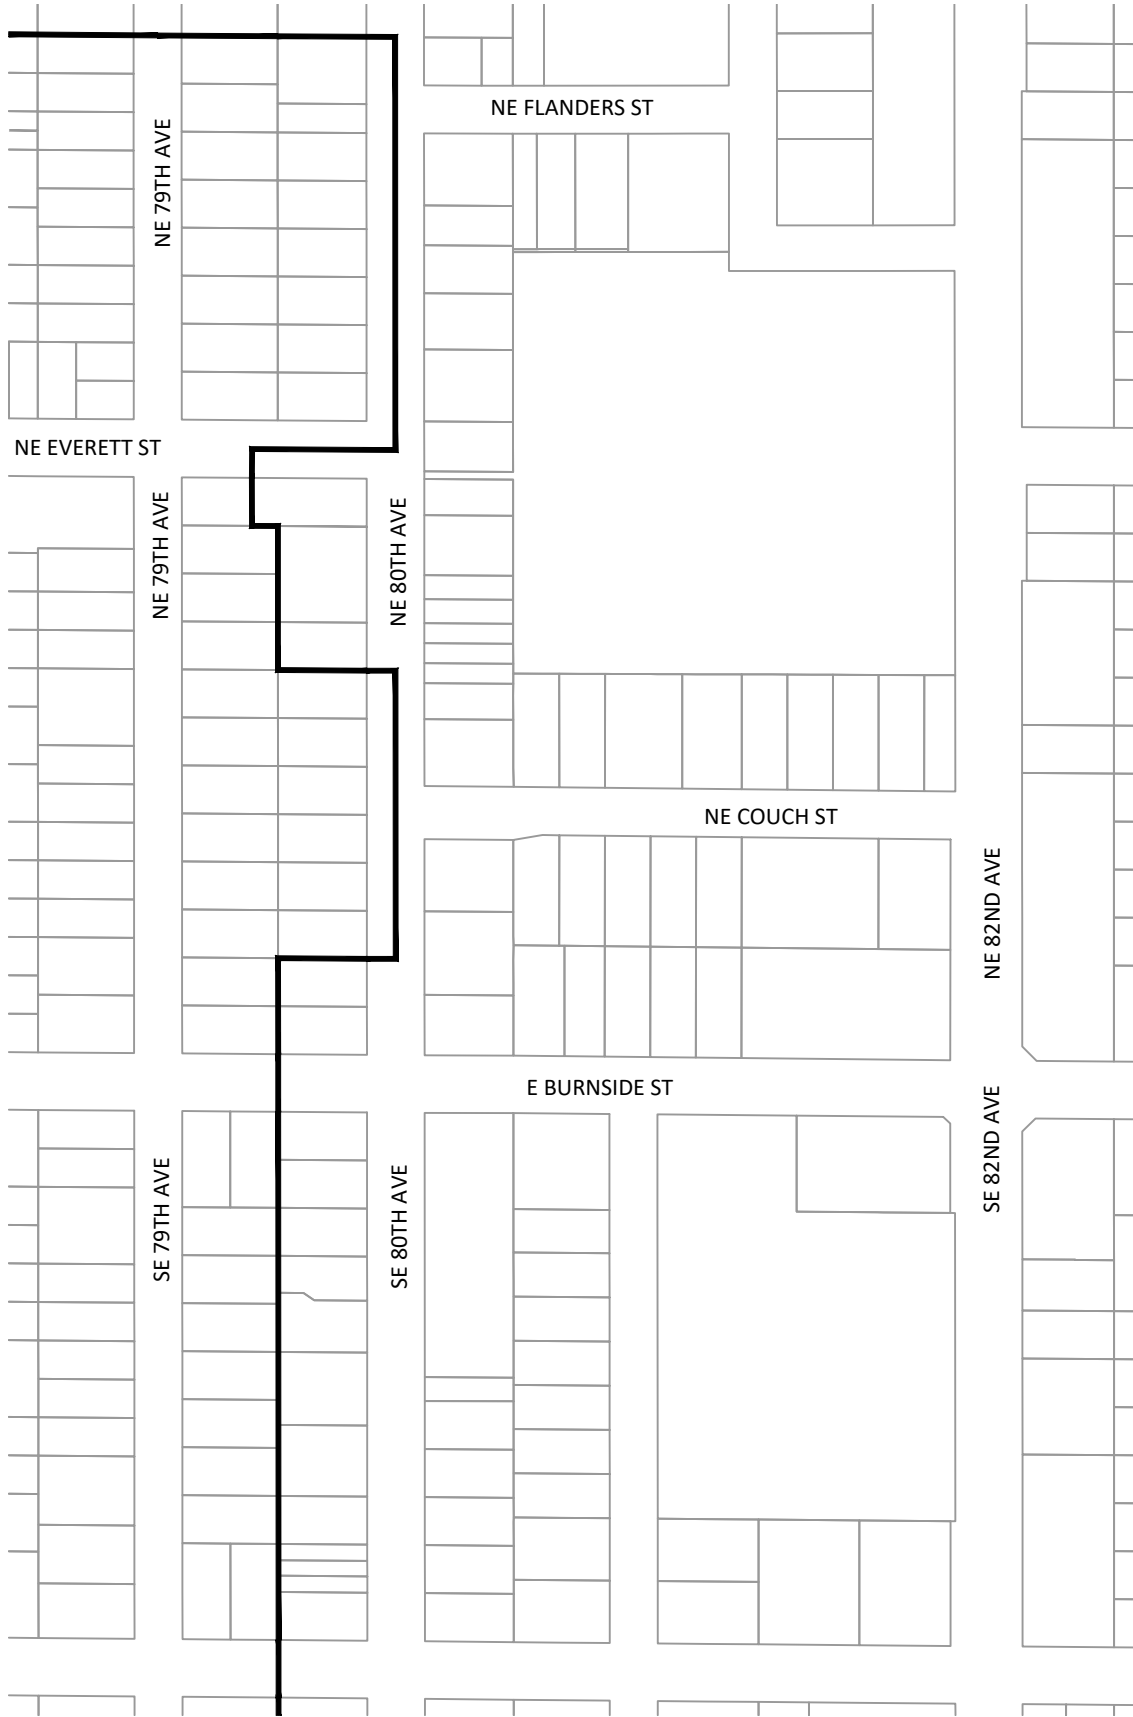 NE FLANDERS ST
NE 79TH AVE
NE EVERETT ST
NE 79TH AVE
NE 80TH AVE
NE COUCH ST
NE 82ND AVE
E BURNSIDE ST
SE 82ND AVE
SE 79TH AVE
SE 80TH AVE